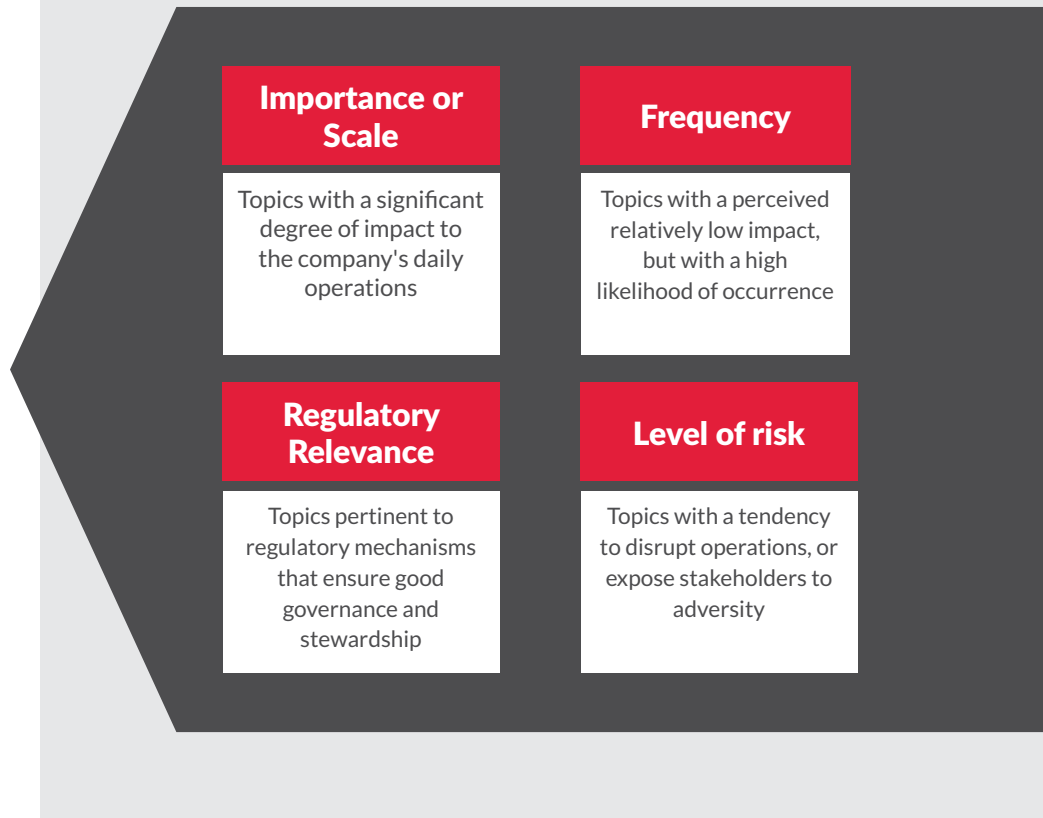 Importance or
Scale
Topics with a significant
degree of impact to
the company's daily
operations
Frequency
Topics with a perceived
relatively low impact,
but with a high
likelihood of occurrence
Regulatory
Relevance
Topics pertinent to
regulatory mechanisms
that ensure good
governance and
stewardship
Level of risk
Topics with a tendency
to disrupt operations, or
expose stakeholders to
adversity